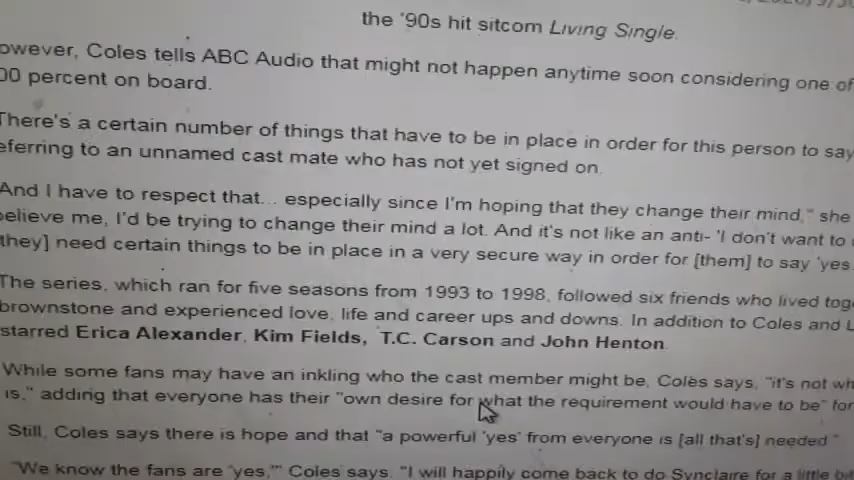 the '90s hit sitcom Living Single.
owever, Coles tells ABC Audio that might not happen anytime soon considering one of
00 percent on board.
There's a certain number of things that have to be in place in order for this person to say
eferring to an unnamed cast mate who has not yet signed on.
And I have to respect that... especially since I'm hoping that they change their mind," she
elieve me, I'd be trying to change their mind a lot. And it's not like an anti- 'I don't want to
they] need certain things to be in place in a very secure way in order for [them] to say 'yes
The series, which ran for five seasons from 1993 to 1998, followed six friends who lived tog
brownstone and experienced love, life and career ups and downs. In addition to Coles and L
starred Erica Alexander, Kim Fields, T.C. Carson and John Henton.
While some fans may have an inkling who the cast member might be, Coles says, "it's not wh
is," adding that everyone has their "own desire for what the requirement would have to be" for
Still, Coles says there is hope and that "a powerful 'yes' from everyone is [all that's] needed."
"We know the fans are 'yes,'" Coles says. "I will happily come back to do Synclaire for a little bit